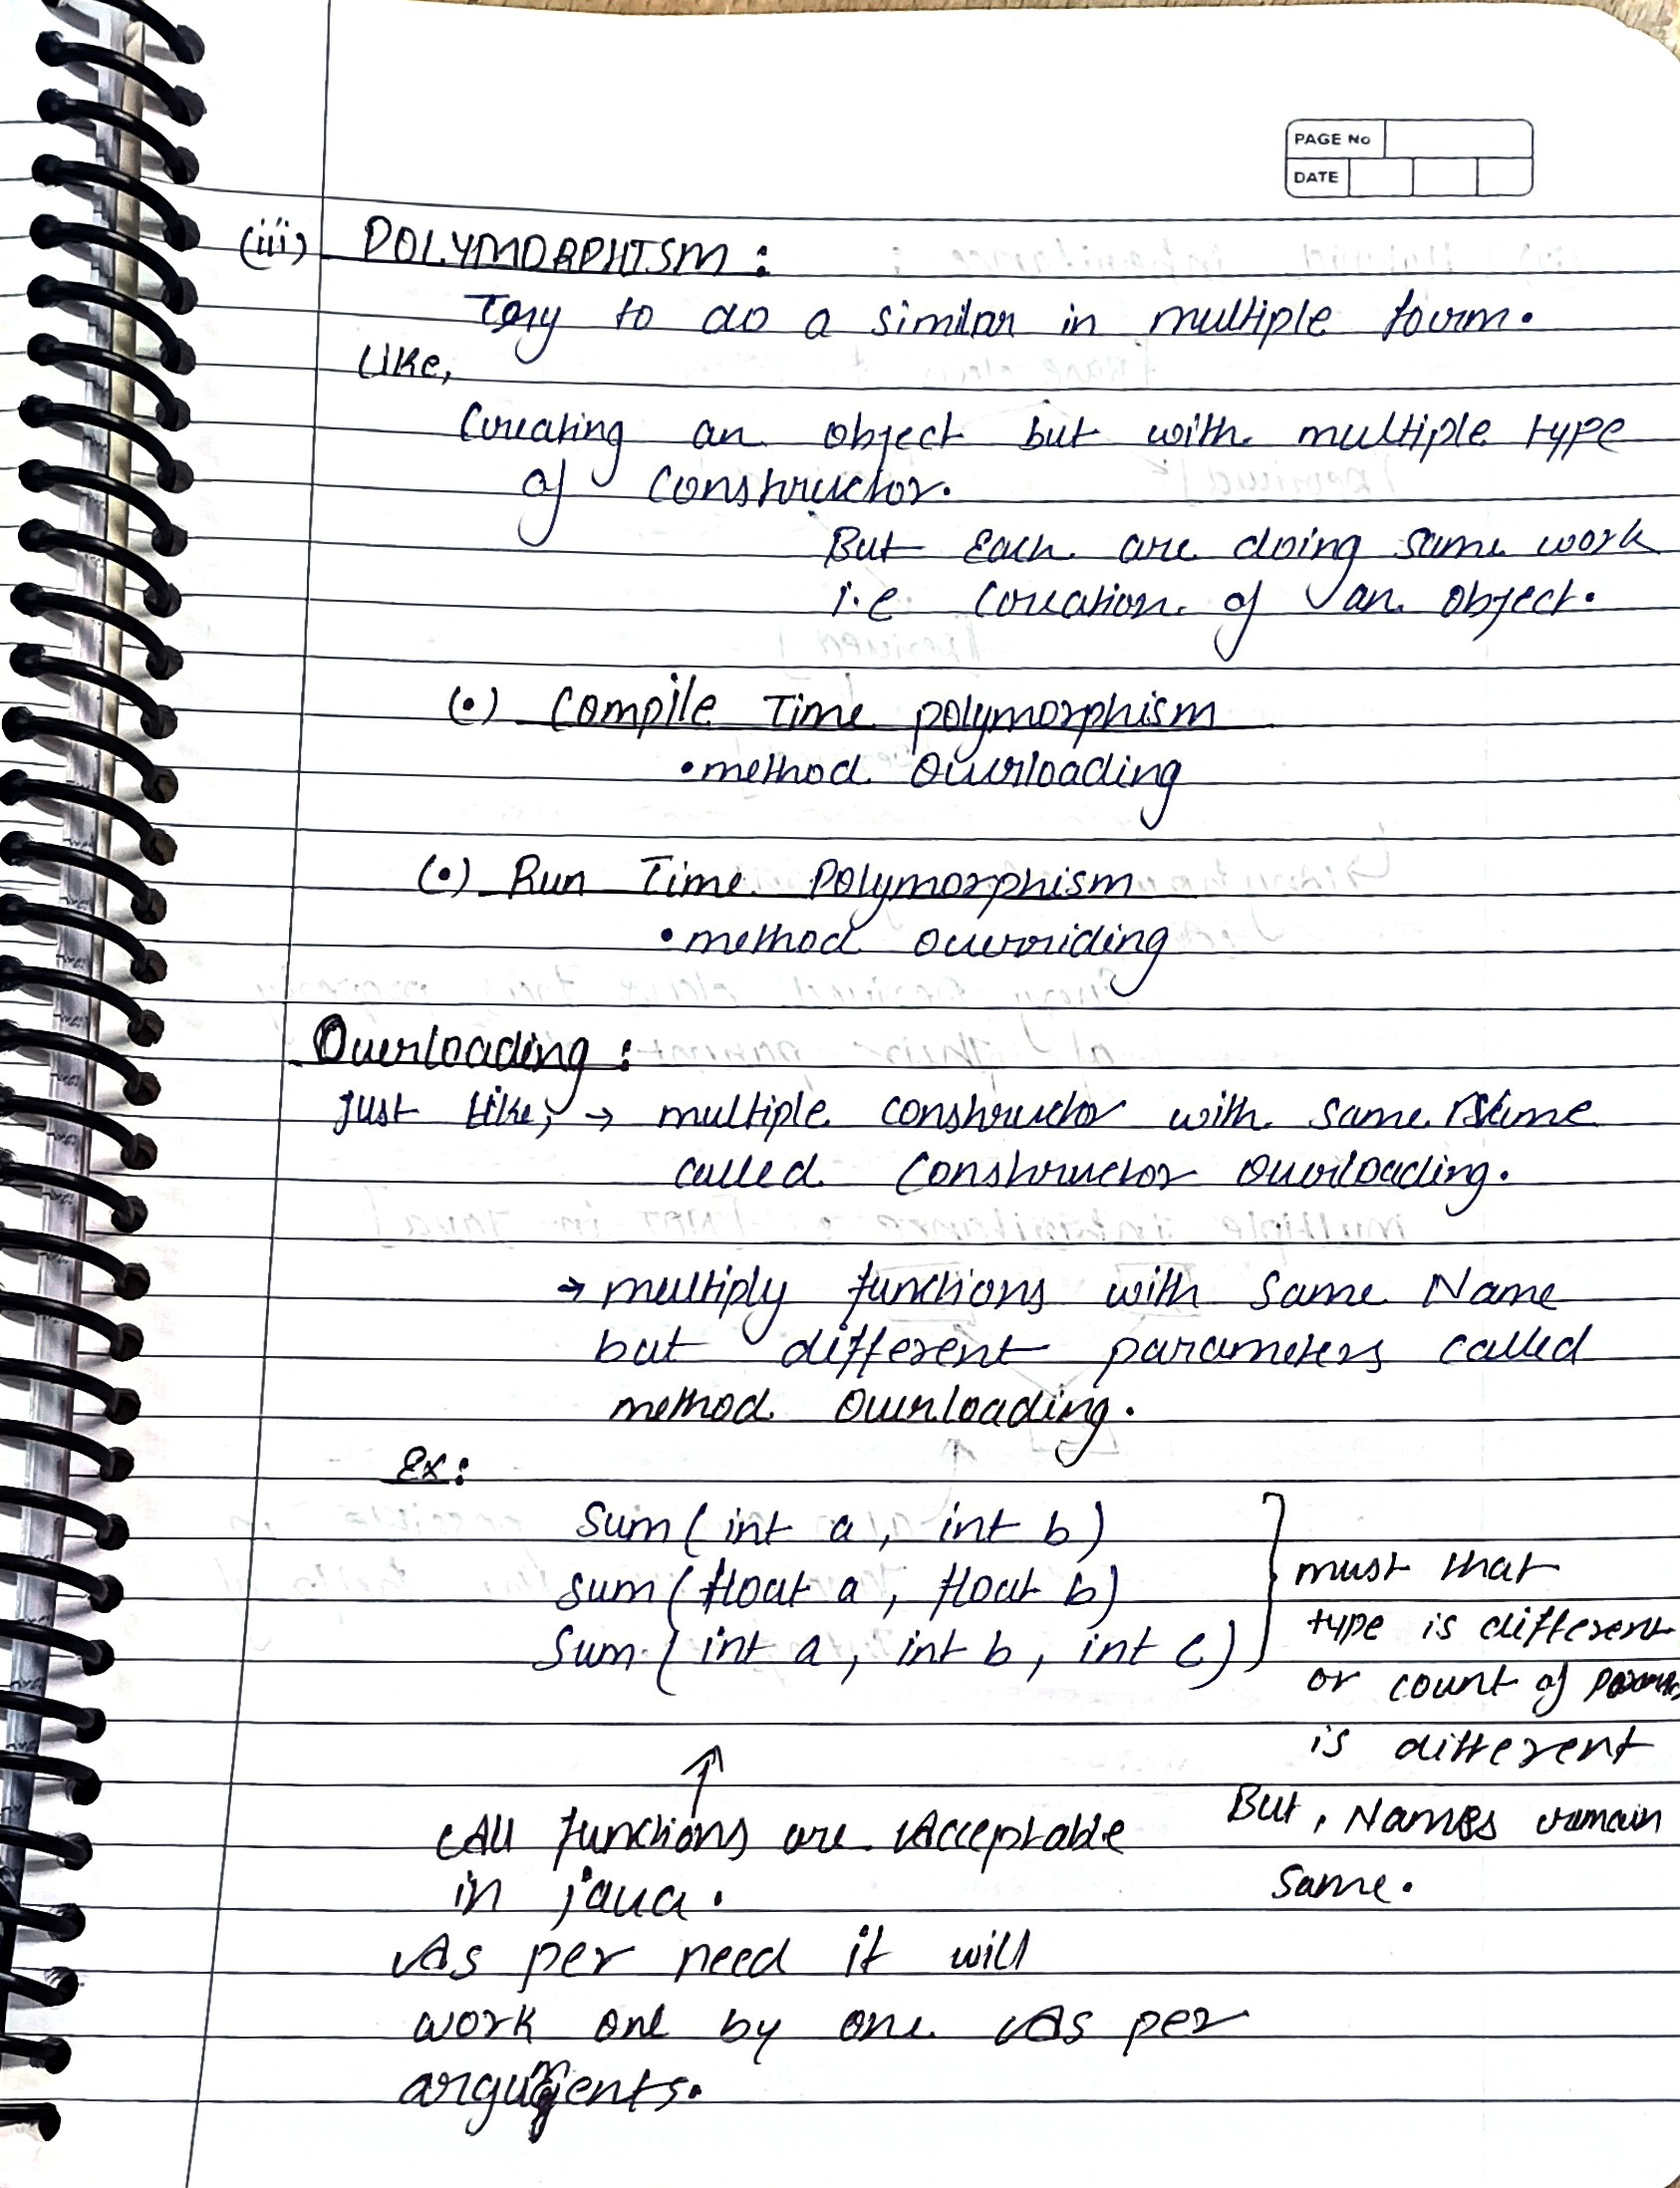 PAGE No
DATE
(iii) POLYMORPHISM :
Try to do a similar in multiple form.
Like,
Creating an object but with multiple type
of constructor.
But Each are doing same work
i.e creation of an object.
(•) Compile Time polymorphism
• method Overloading
(•) Run Time Polymorphism
• method overriding
Overloading :
just like, → multiple constructor with same Name
called Constructor Overloading.
→ multiply functions with same Name
but different parameters called
method Overloading.
Ex :
Sum ( int a , int b )
sum ( float a , float b )
Sum ( int a , int b , int c )
must that
type is different
or count of
is different
But , Names remain
same.
All functions are Acceptable
in java .
As per need it will
work one by one As per
arguments.